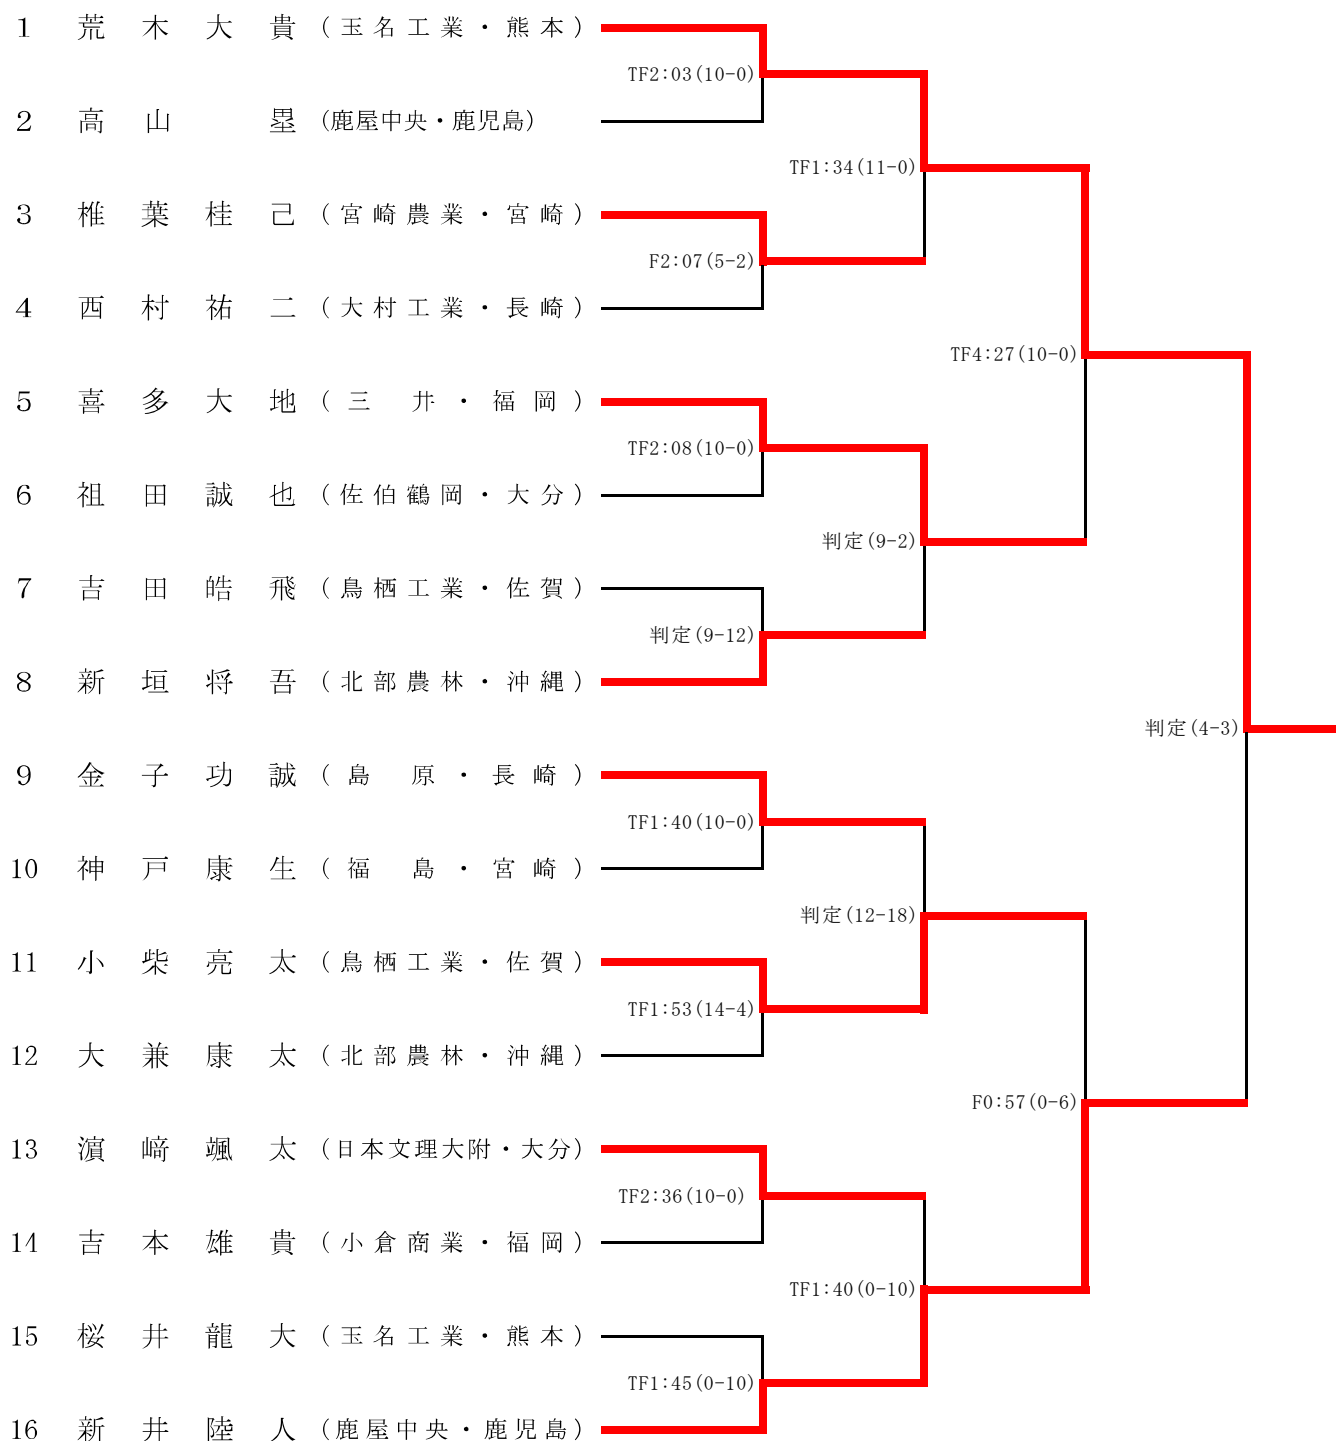 1 荒木大貴 (玉名工業・熊本)
TF2:03(10-0)
2 高山塁 (鹿屋中央・鹿児島)
TF1:34(11-0)
3 椎葉桂己 (宮崎農業・宮崎)
F2:07(5-2)
4 西村祐二 (大村工業・長崎)
TF4:27(10-0)
5 喜多大地 (三井・福岡)
TF2:08(10-0)
6 祖田誠也 (佐伯鶴岡・大分)
判定(9-2)
7 吉田皓飛 (鳥栖工業・佐賀)
判定(9-12)
8 新垣将吾 (北部農林・沖縄)
判定(4-3)
9 金子功誠 (島原・長崎)
TF1:40(10-0)
10 神戸康生 (福島・宮崎)
判定(12-18)
11 小柴亮太 (鳥栖工業・佐賀)
TF1:53(14-4)
12 大兼康太 (北部農林・沖縄)
F0:57(0-6)
13 濵﨑颯太 (日本文理大附・大分)
TF2:36(10-0)
14 吉本雄貴 (小倉商業・福岡)
TF1:40(0-10)
15 桜井龍大 (玉名工業・熊本)
TF1:45(0-10)
16 新井陸人 (鹿屋中央・鹿児島)